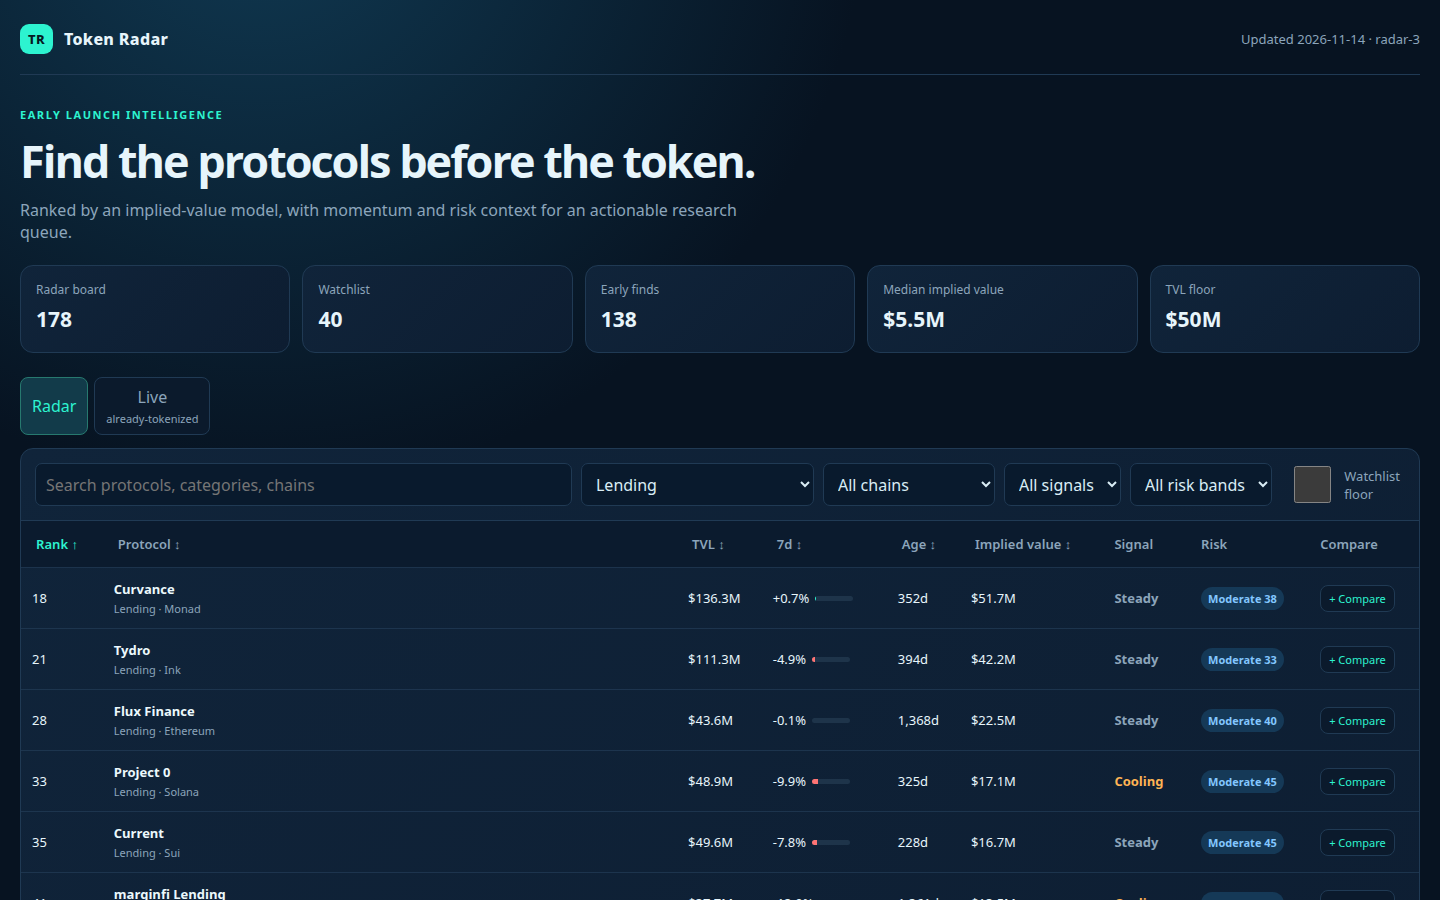 TR Token Radar Updated 2026-11-14 · radar-3
EARLY LAUNCH INTELLIGENCE
Find the protocols before the token.
Ranked by an implied-value model, with momentum and risk context for an actionable research
queue.
Radar board Watchlist Early finds Median implied value TVL floor
178 40 138 $5.5M $50M
Radar Live
already-tokenized
Search protocols, categories, chains Lending All chains All signals All risk bands Watchlist
floor
Rank ↑ Protocol ↕ TVL ↕ 7d ↕ Age ↕ Implied value ↕ Signal Risk Compare
18 Curvance $136.3M +0.7% 352d $51.7M Steady Moderate 38 + Compare
Lending · Monad
21 Tydro $111.3M -4.9% 394d $42.2M Steady Moderate 33 + Compare
Lending · Ink
28 Flux Finance $43.6M -0.1% 1,368d $22.5M Steady Moderate 40 + Compare
Lending · Ethereum
33 Project 0 $48.9M -9.9% 325d $17.1M Cooling Moderate 45 + Compare
Lending · Solana
35 Current $49.6M -7.8% 228d $16.7M Steady Moderate 45 + Compare
Lending · Sui
marginfi Lending